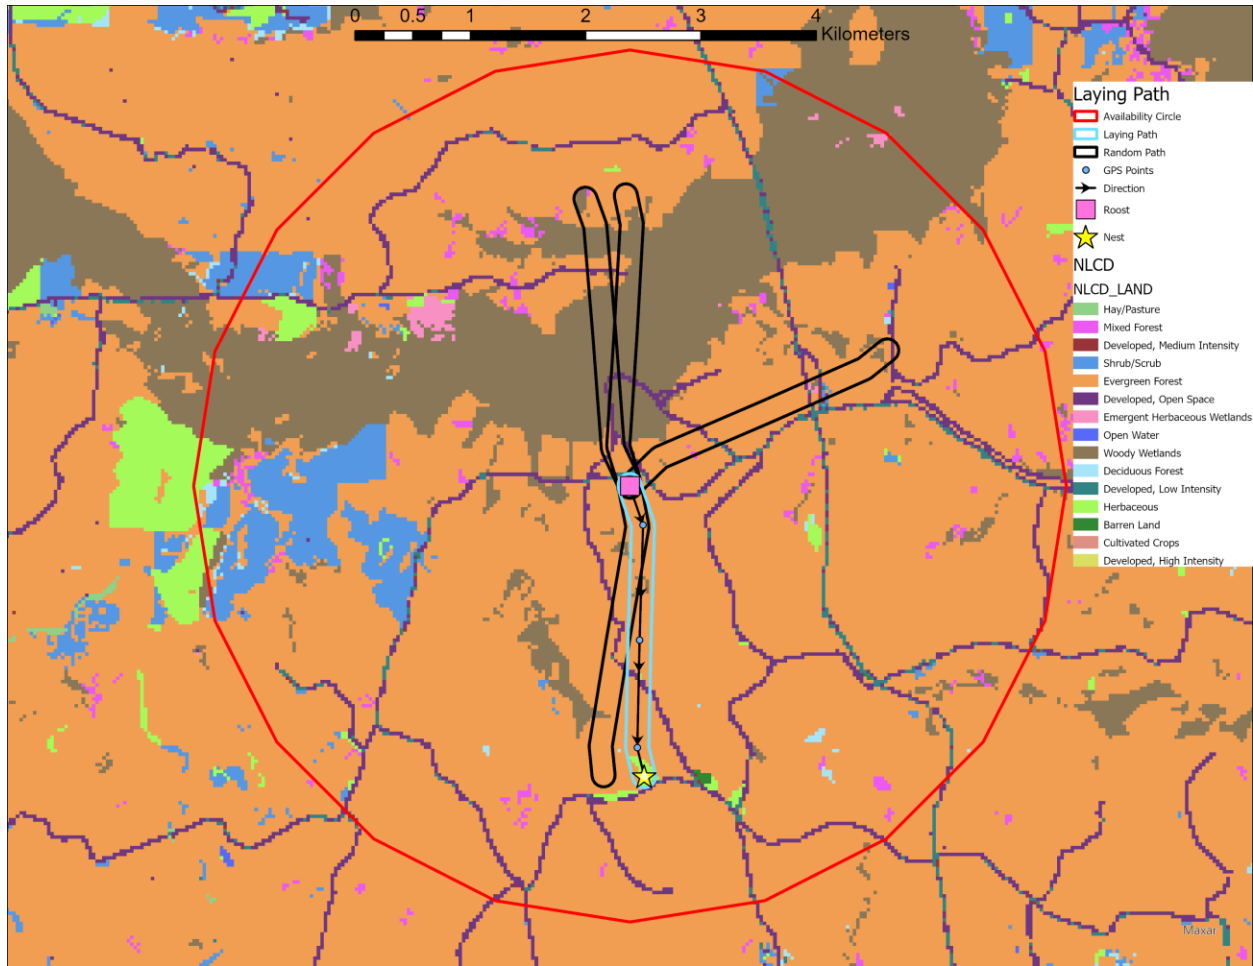 0 0.5 1 2 3 4
Kilometers
Laying Path
Availability Circle
Laying Path
Random Path
GPS Points
Direction
Roost
Nest
NLCD
NLCD_LAND
Hay/Pasture
Mixed Forest
Developed, Medium Intensity
Shrub/Scrub
Evergreen Forest
Developed, Open Space
Emergent Herbaceous Wetlands
Open Water
Woody Wetlands
Deciduous Forest
Developed, Low Intensity
Herbaceous
Barren Land
Cultivated Crops
Developed, High Intensity
Maxar